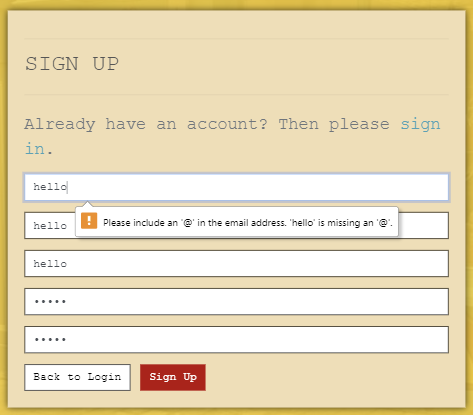 SIGN UP
Already have an account? Then please sign
in.
hello
! Please include an '@' in the email address. 'hello' is missing an '@'.
hello
hello
•••••
•••••
Back to Login Sign Up